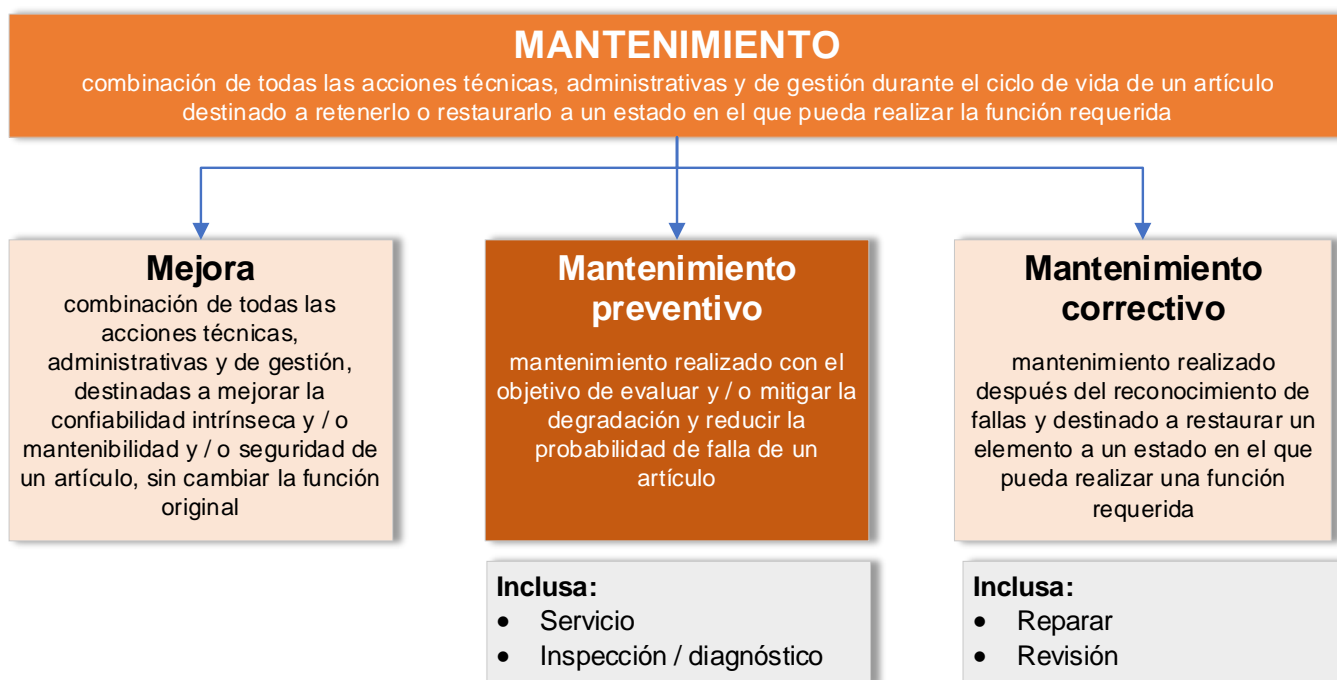 MANTENIMIENTO
combinación de todas las acciones técnicas, administrativas y de gestión durante el ciclo de vida de un artículo
destinado a retenerlo o restaurarlo a un estado en el que pueda realizar la función requerida
Mejora
combinación de todas las
acciones técnicas,
administrativas y de gestión,
destinadas a mejorar la
confiabilidad intrínseca y / o
mantenibilidad y / o seguridad de
un artículo, sin cambiar la función
original
Mantenimiento
preventivo
mantenimiento realizado con el
objetivo de evaluar y / o mitigar la
degradación y reducir la
probabilidad de falla de un
artículo
Inclusa:
• Servicio
• Inspección / diagnóstico
Mantenimiento
correctivo
mantenimiento realizado
después del reconocimiento de
fallas y destinado a restaurar un
elemento a un estado en el que
pueda realizar una función
requerida
Inclusa:
• Reparar
• Revisión